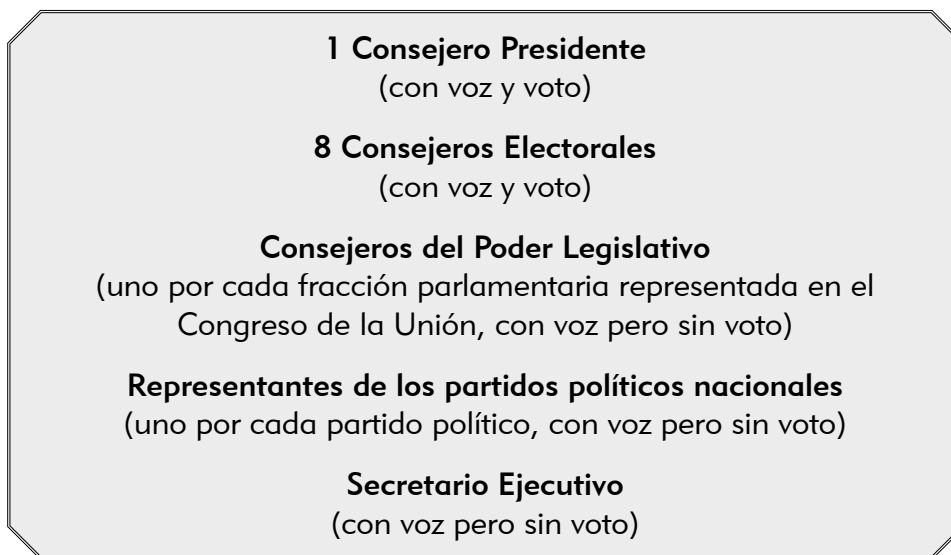 1 Consejero Presidente
(con voz y voto)
8 Consejeros Electorales
(con voz y voto)
Consejeros del Poder Legislativo
(uno por cada fracción parlamentaria representada en el
Congreso de la Unión, con voz pero sin voto)
Representantes de los partidos políticos nacionales
(uno por cada partido político, con voz pero sin voto)
Secretario Ejecutivo
(con voz pero sin voto)